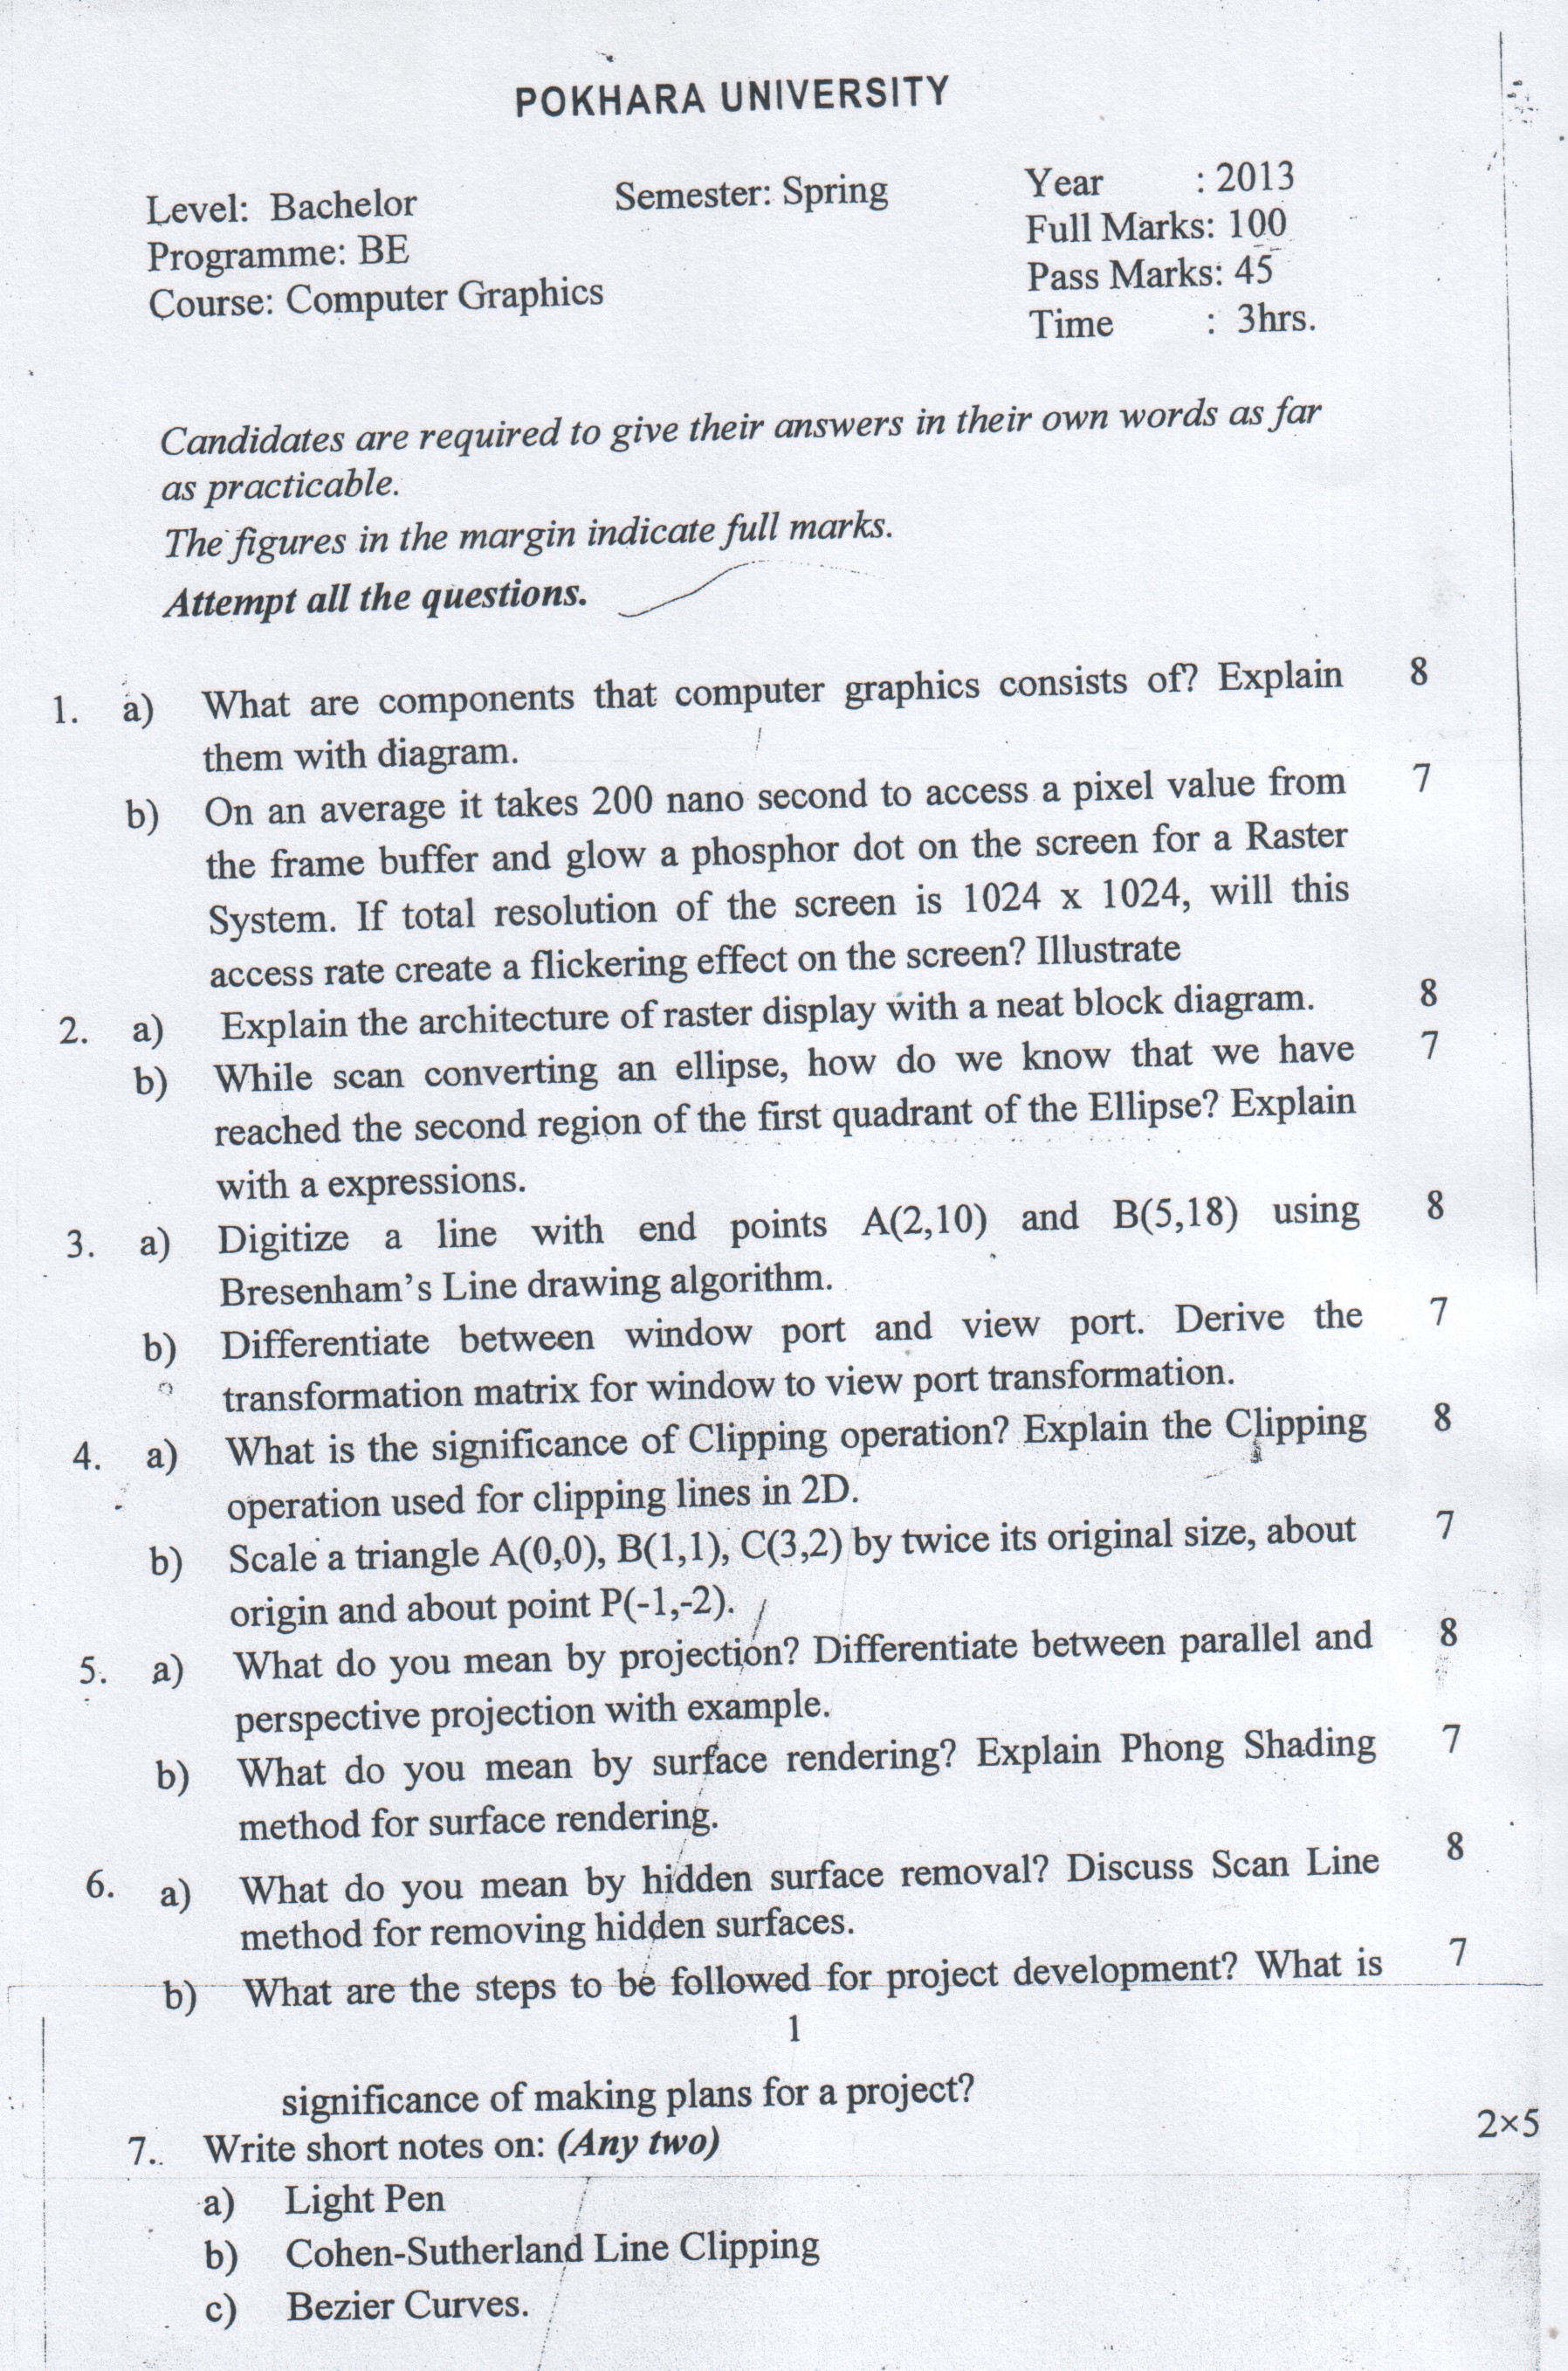 POKHARA UNIVERSITY
Level: Bachelor Semester: Spring Year : 2013
Programme: BE Full Marks: 100
Course: Computer Graphics Pass Marks: 45
Time : 3hrs.
Candidates are required to give their answers in their own words as far
as practicable.
The figures in the margin indicate full marks.
Attempt all the questions.
1. a) What are components that computer graphics consists of? Explain 8
them with diagram.
b) On an average it takes 200 nano second to access a pixel value from 7
the frame buffer and glow a phosphor dot on the screen for a Raster
System. If total resolution of the screen is 1024 x 1024, will this
access rate create a flickering effect on the screen? Illustrate
2. a) Explain the architecture of raster display with a neat block diagram. 8
b) While scan converting an ellipse, how do we know that we have 7
reached the second region of the first quadrant of the Ellipse? Explain
with a expressions.
3. a) Digitize a line with end points A(2,10) and B(5,18) using 8
Bresenham's Line drawing algorithm.
b) Differentiate between window port and view port. Derive the 7
transformation matrix for window to view port transformation.
4. a) What is the significance of Clipping operation? Explain the Clipping 8
operation used for clipping lines in 2D.
b) Scale a triangle A(0,0), B(1,1), C(3,2) by twice its original size, about 7
origin and about point P(-1,-2).
5. a) What do you mean by projection? Differentiate between parallel and 8
perspective projection with example.
b) What do you mean by surface rendering? Explain Phong Shading 7
method for surface rendering.
6. a) What do you mean by hidden surface removal? Discuss Scan Line 8
method for removing hidden surfaces.
b) What are the steps to be followed for project development? What is 7
1
significance of making plans for a project?
7. Write short notes on: (Any two) 2×5
a) Light Pen
b) Cohen-Sutherland Line Clipping
c) Bezier Curves.